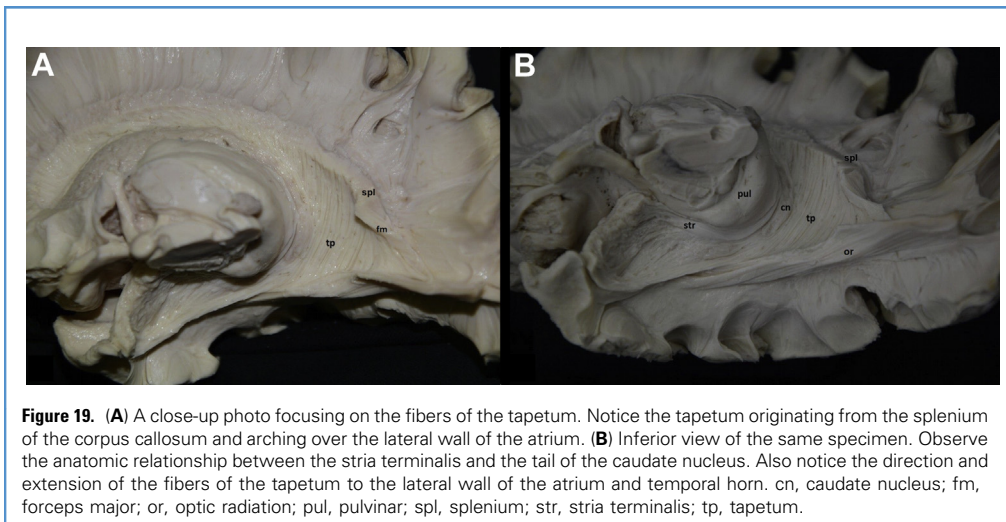 A
B
spl
fm
tp
spl
pul
cn
tp
str
or
Figure 19. (A) A close-up photo focusing on the fibers of the tapetum. Notice the tapetum originating from the splenium
of the corpus callosum and arching over the lateral wall of the atrium. (B) Inferior view of the same specimen. Observe
the anatomic relationship between the stria terminalis and the tail of the caudate nucleus. Also notice the direction and
extension of the fibers of the tapetum to the lateral wall of the atrium and temporal horn. cn, caudate nucleus; fm,
forceps major; or, optic radiation; pul, pulvinar; spl, splenium; str, stria terminalis; tp, tapetum.